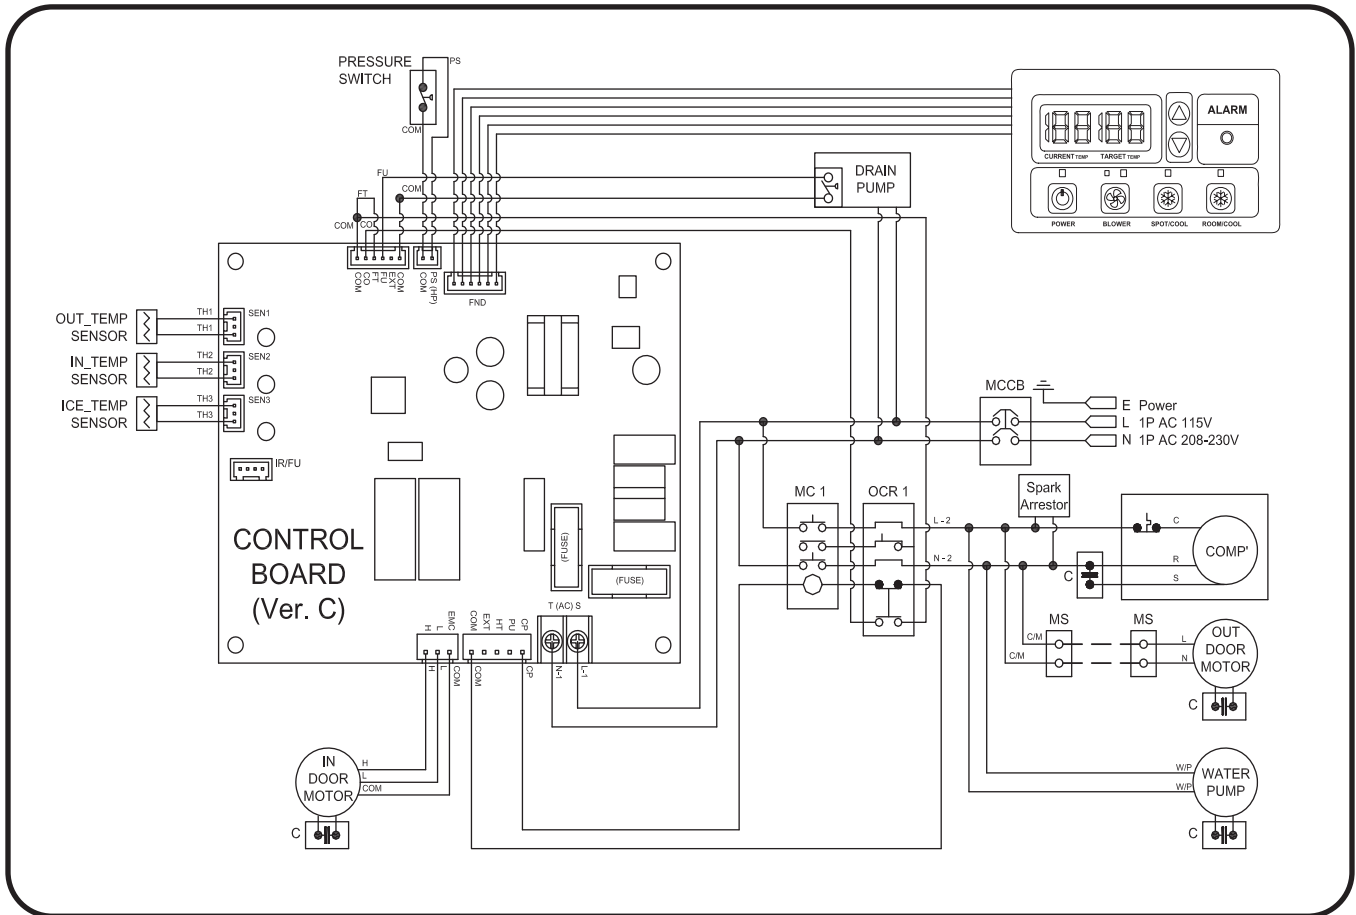 PRESSURE
SWITCH
PS
COM
FU
COM
FT
COM
CO
DRAIN
PUMP
CURRENT TEMP
TARGET TEMP
ALARM
POWER
BLOWER
SPOT/COOL
ROOM/COOL
COM
CO
FT
FU
EXT
COM
COM
PS (HP)
FND
OUT_TEMP
SENSOR
TH1
TH1
SEN1
IN_TEMP
SENSOR
TH2
TH2
SEN2
ICE_TEMP
SENSOR
TH3
TH3
SEN3
IR/FU
CONTROL
BOARD
(Ver. C)
(FUSE)
(FUSE)
T (AC) S
H
L
EMC
COM
EXT
HT
PU
CP
H
L
COM
COM
CP
N-1
L-1
MCCB
E Power
L 1P AC 115V
N 1P AC 208-230V
MC 1
OCR 1
L - 2
N - 2
Spark
Arrestor
C
R
S
COMP'
C
MS
MS
C/M
C/M
L
N
OUT
DOOR
MOTOR
C
W/P
W/P
WATER
PUMP
C
IN
DOOR
MOTOR
H
L
COM
C